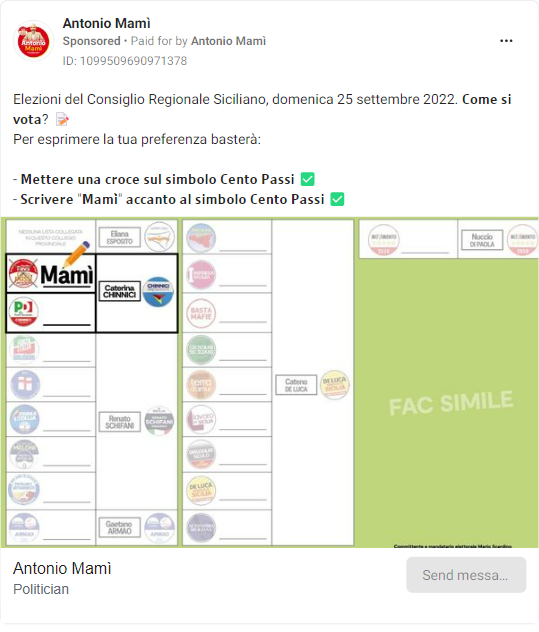 Antonio Mamì
Sponsored • Paid for by Antonio Mamì
ID: 1099509690971378
Elezioni del Consiglio Regionale Siciliano, domenica 25 settembre 2022. Come si
vota? 📝
Per esprimere la tua preferenza basterà:
- Mettere una croce sul simbolo Cento Passi ✅
- Scrivere "Mamì" accanto al simbolo Cento Passi ✅
NESSUNA LISTA COLLEGATA
IN QUESTO COLLEGIO
PROVINCIALE
Eliana
ESPOSITO
Nuccio
DI PAOLA
Mamì
Caterina
CHINNICI
CHINNICI
PD
BASTA
MAFIE
Cateno
DE LUCA
DE LUCA
Renato
SCHIFANI
SCHIFANI
DE LUCA
Gaetano
ARMAO
FAC SIMILE
Committente e mandatario elettorale Mario Scardino
Antonio Mamì
Politician
Send messa...